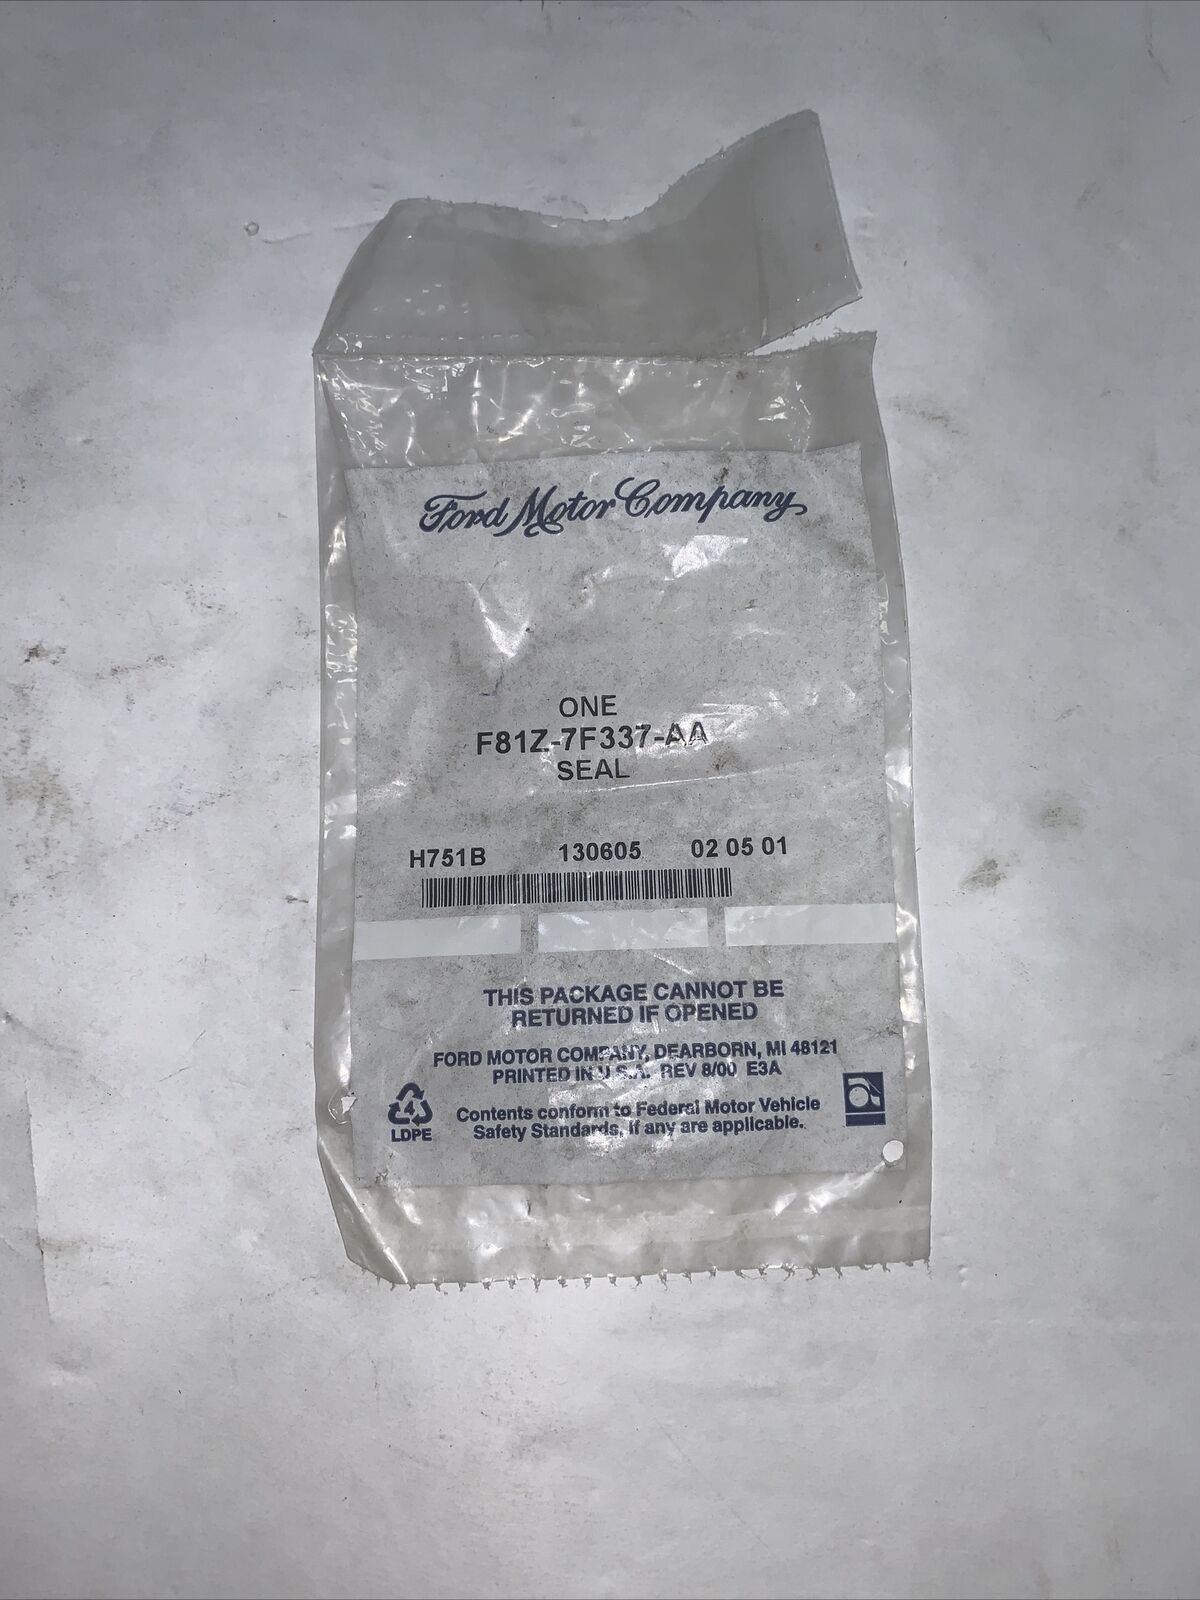 Ford Motor Company
ONE
F81Z-7F337-AA
SEAL
H751B 130605 02 05 01
THIS PACKAGE CANNOT BE
RETURNED IF OPENED
FORD MOTOR COMPANY, DEARBORN, MI 48121
PRINTED IN U.S.A. REV 8/00 E3A
4
LDPE
Contents conform to Federal Motor Vehicle
Safety Standards, if any are applicable.